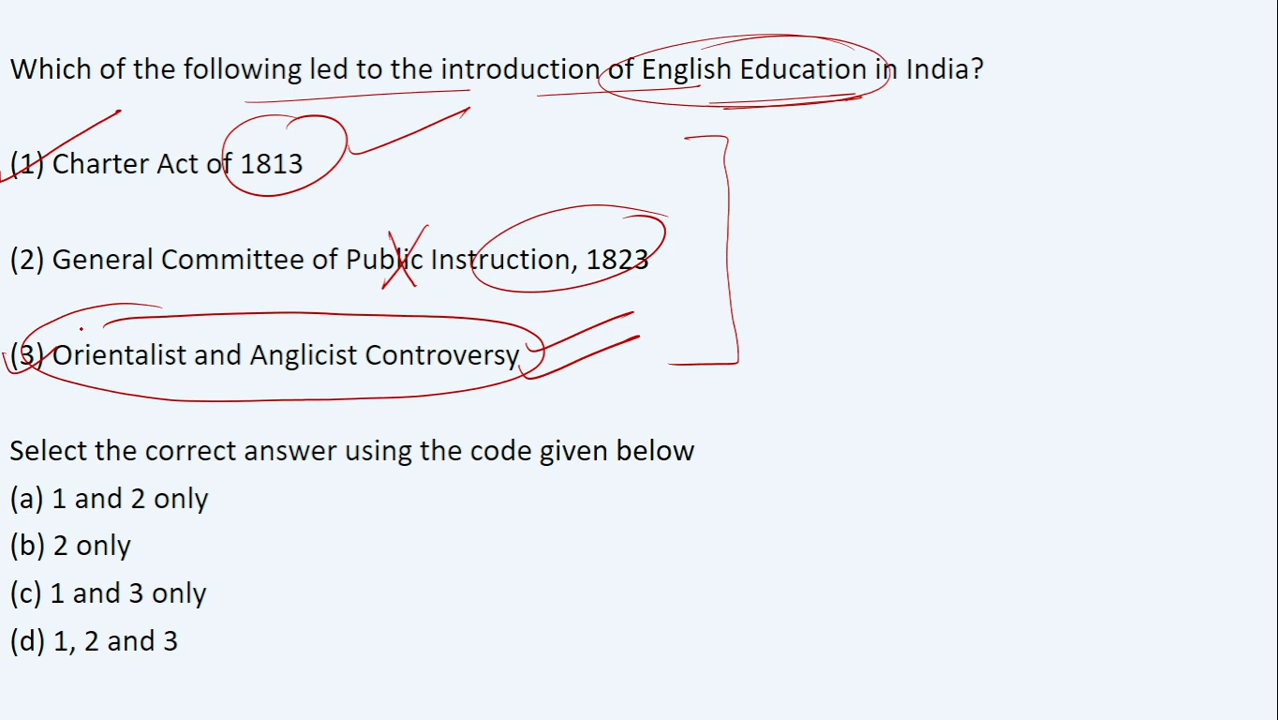 Which of the following led to the introduction of English Education in India?
(1) Charter Act of 1813
(2) General Committee of Public Instruction, 1823
(3) Orientalist and Anglicist Controversy
Select the correct answer using the code given below
(a) 1 and 2 only
(b) 2 only
(c) 1 and 3 only
(d) 1, 2 and 3